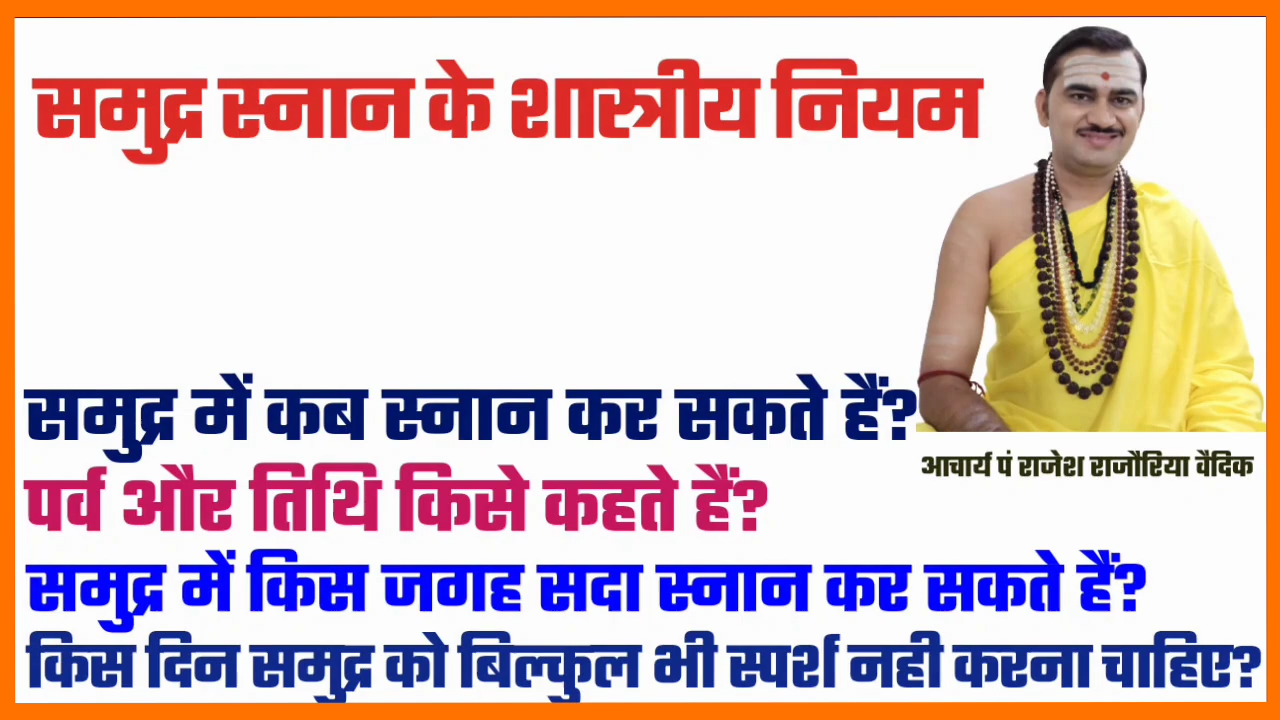 समुद्र स्नान के शास्त्रीय नियम
समुद्र में कब स्नान कर सकते हैं?
आचार्य पं राजेश राजौरिया वैदिक
पर्व और तिथि किसे कहते हैं?
समुद्र में किस जगह सदा स्नान कर सकते हैं?
किस दिन समुद्र को बिल्कुल भी स्पर्श नही करना चाहिए?